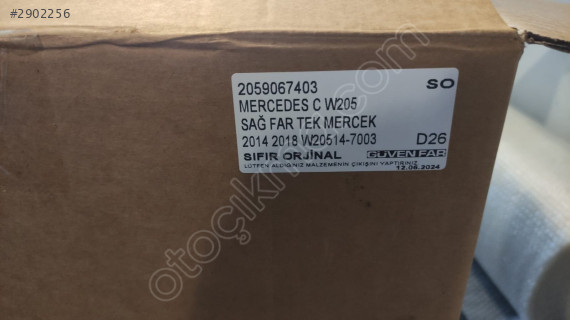 #2902256
2059067403 SO
MERCEDES C W205
SAĞ FAR TEK MERCEK
2014 2018 W20514-7003 D26
SIFIR ORJİNAL GÜVEN FAR
LÜTFEN ALDIĞINIZ MALZEMENİN ÇIKIŞINI YAPTIRINIZ
12.06.2024
otoçıkma.com